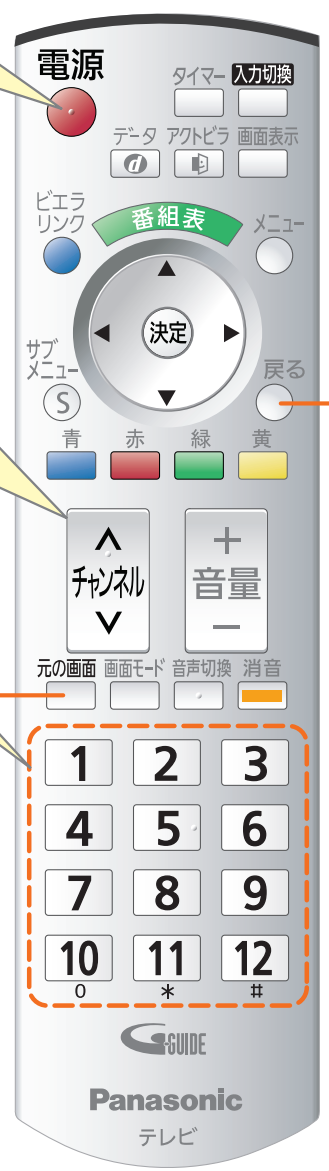 電源
タイマー 入力切換
データ アクトビラ 画面表示
d
ビエラ
リンク
番組表
メニュー
決定
サブ
メニュー
S
戻る
青 赤 緑 黄
チャンネル
+
音量
-
元の画面 画面モード 音声切換 消音
1 2 3
4 5 6
7 8 9
10 11 12
0 * #
G-GUIDE
Panasonic
テレビ